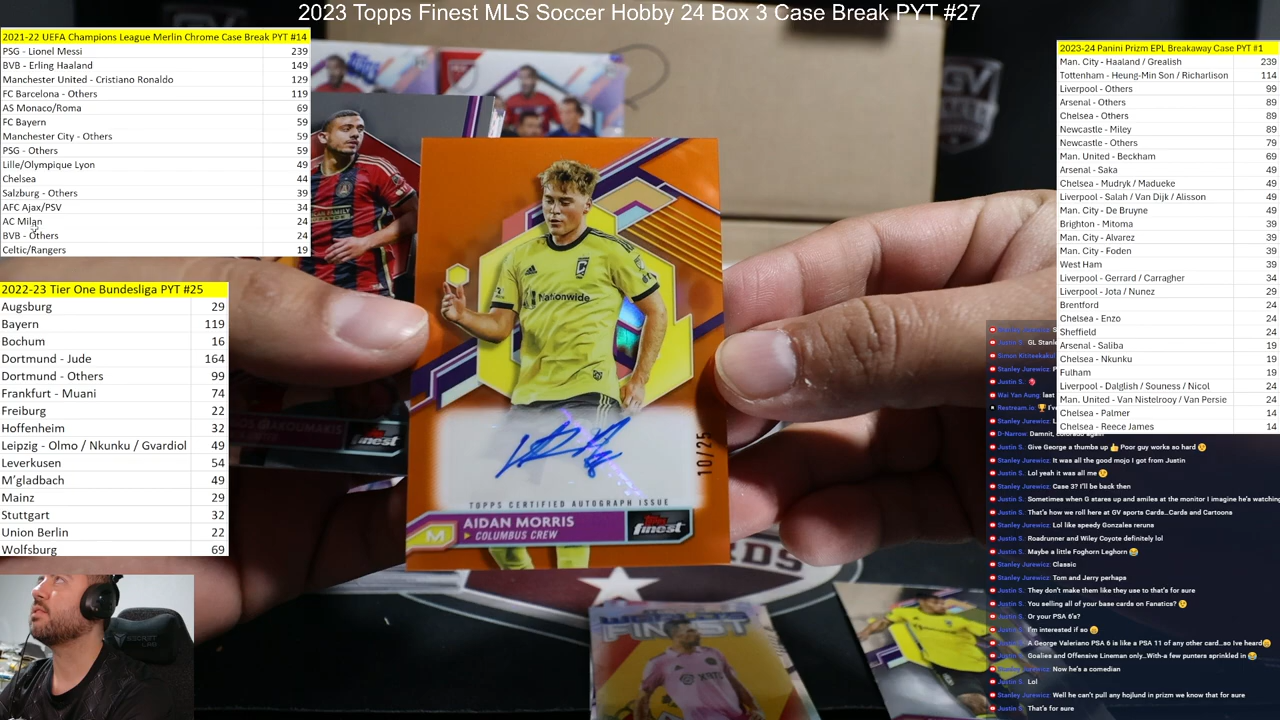 2023 Topps Finest MLS Soccer Hobby 24 Box 3 Case Break PYT #27
2021-22 UEFA Champions League Merlin Chrome Case Break PYT #14
PSG - Lionel Messi 239
BVB - Erling Haaland 149
Manchester United - Cristiano Ronaldo 129
FC Barcelona - Others 119
AS Monaco/Roma 69
FC Bayern 59
Manchester City - Others 59
PSG - Others 59
Lille/Olympique Lyon 49
Chelsea 44
Salzburg - Others 39
AFC Ajax/PSV 34
AC Milan 24
BVB - Others 24
Celtic/Rangers 19
2022-23 Tier One Bundesliga PYT #25
Augsburg 29
Bayern 119
Bochum 16
Dortmund - Jude 164
Dortmund - Others 99
Frankfurt - Muani 74
Freiburg 22
Hoffenheim 32
Leipzig - Olmo / Nkunku / Gvardiol 49
Leverkusen 54
M'gladbach 49
Mainz 29
Stuttgart 32
Union Berlin 22
Wolfsburg 69
Nationwide
10/25
TOPPS CERTIFIED AUTOGRAPH ISSUE
AIDAN MORRIS
M COLUMBUS CREW
Topps finest
finest
2023-24 Panini Prizm EPL Breakaway Case PYT #1
Man. City - Haaland / Grealish 239
Tottenham - Heung-Min Son / Richarlison 114
Liverpool - Others 99
Arsenal - Others 89
Chelsea - Others 89
Newcastle - Miley 89
Newcastle - Others 79
Man. United - Beckham 69
Arsenal - Saka 49
Chelsea - Mudryk / Madueke 49
Liverpool - Salah / Van Dijk / Alisson 49
Man. City - De Bruyne 49
Brighton - Mitoma 39
Man. City - Alvarez 39
Man. City - Foden 39
West Ham 39
Liverpool - Gerrard / Carragher 34
Liverpool - Jota / Nunez 29
Brentford 24
Chelsea - Enzo 24
Sheffield 24
Arsenal - Saliba 19
Chelsea - Nkunku 19
Fulham 19
Liverpool - Dalglish / Souness / Nicol 24
Man. United - Van Nistelrooy / Van Persie 24
Chelsea - Palmer 14
Chelsea - Reece James 14
Justin S. GL Stanle
Stanley Jurewicz
Justin S.
Wai Yan Aung last
Restream.io 🏆 I'v
Stanley Jurewicz
D-Narrow Damnit, colorado again
Justin S. Give George a thumbs up 👍 Poor guy works so hard 😢
Stanley Jurewicz It was all the good mojo I got from Justin
Justin S. Lol yeah it was all me 😉
Stanley Jurewicz Case 3? I'll be back then
Justin S. Sometimes when G stares up and smiles at the monitor I imagine he's watching
Justin S. That's how we roll here at GV sports Cards...Cards and Cartoons
Stanley Jurewicz Lol like speedy Gonzales reruns
Justin S. Roadrunner and Wiley Coyote definitely lol
Justin S. Maybe a little Foghorn Leghorn 😂
Stanley Jurewicz Classic
Stanley Jurewicz Tom and Jerry perhaps
Justin S. They don't make them like they use to that's for sure
Justin S. You selling all of your base cards on Fanatics? 😉
Justin S. Or your PSA 6's?
Justin S. I'm interested if so 😄
Justin S. A George Valeriano PSA 6 is like a PSA 11 of any other card...so Ive heard😄
Justin S. Goalies and Offensive Lineman only...With a few punters sprinkled in 😂
Stanley Jurewicz Now he's a comedian
Justin S. Lol
Stanley Jurewicz Well he can't pull any hojlund in prizm we know that for sure
Justin S. That's for sure